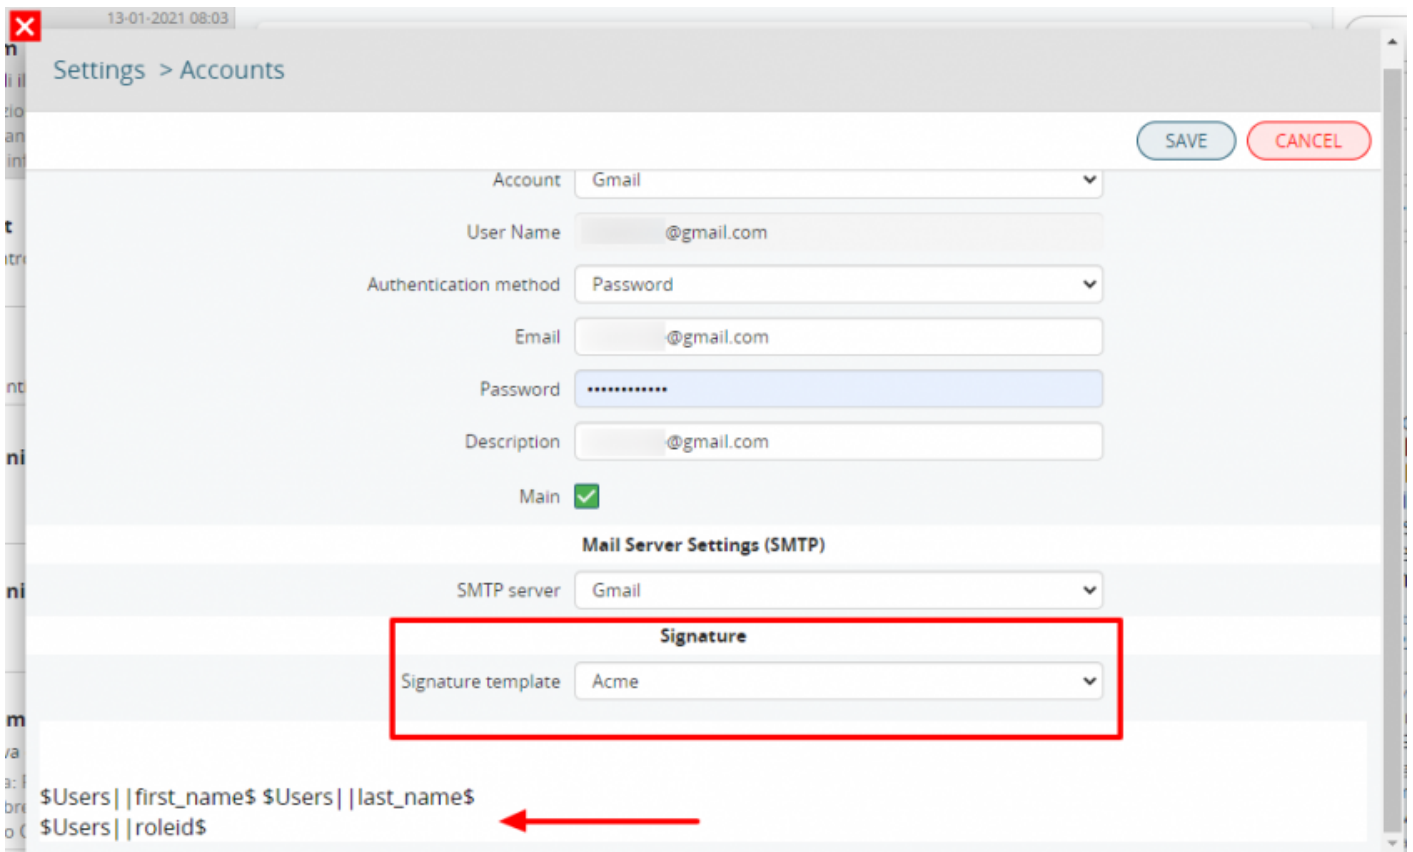 13-01-2021 08:03
Settings > Accounts
SAVE
CANCEL
Account
Gmail
User Name
@gmail.com
Authentication method
Password
Email
@gmail.com
Password
••••••••••••
Description
@gmail.com
Main
Mail Server Settings (SMTP)
SMTP server
Gmail
Signature
Signature template
Acme
$Users||first_name$ $Users||last_name$
$Users||roleid$